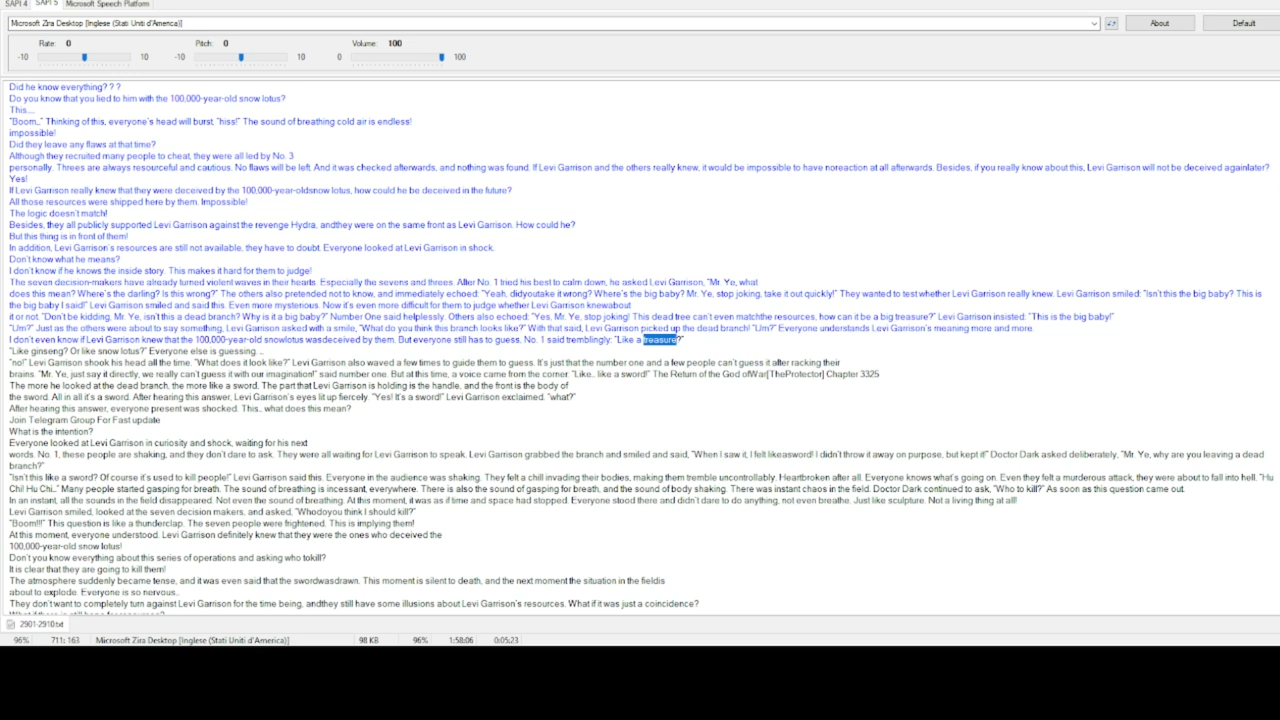 SAPI 4 SAPI 5 Microsoft Speech Platform
Microsoft Zira Desktop [Inglese (Stati Uniti d'America)] About Default
Rate: 0 Pitch: 0 Volume: 100
-10 10 -10 10 0 100
Did he know everything? ? ?
Do you know that you lied to him with the 100,000-year-old snow lotus?
This....
"Boom..." Thinking of this, everyone's head will burst. "hiss!" The sound of breathing cold air is endless!
impossible!
Did they leave any flaws at that time?
Although they recruited many people to cheat, they were all led by No. 3
personally. Threes are always resourceful and cautious. No flaws will be left. And it was checked afterwards, and nothing was found. If Levi Garrison and the others really knew, it would be impossible to have noreaction at all afterwards. Besides, if you really know about this, Levi Garrison will not be deceived againlater?
Yes!
If Levi Garrison really knew that they were deceived by the 100,000-year-oldsnow lotus, how could he be deceived in the future?
All those resources were shipped here by them. Impossible!
The logic doesn't match!
Besides, they all publicly supported Levi Garrison against the revenge Hydra, andthey were on the same front as Levi Garrison. How could he?
But this thing is in front of them!
In addition, Levi Garrison's resources are still not available, they have to doubt. Everyone looked at Levi Garrison in shock.
Don't know what he means?
I don't know if he knows the inside story. This makes it hard for them to judge!
The seven decision-makers have already turned violent waves in their hearts. Especially the sevens and threes. After No. 1 tried his best to calm down, he asked Levi Garrison, "Mr. Ye, what
does this mean? Where's the darling? Is this wrong?" The others also pretended not to know, and immediately echoed: "Yeah, didyoutake it wrong? Where's the big baby? Mr. Ye, stop joking, take it out quickly!" They wanted to test whether Levi Garrison really knew. Levi Garrison smiled: "Isn't this the big baby? This is
the big baby I said!" Levi Garrison smiled and said this. Even more mysterious. Now it's even more difficult for them to judge whether Levi Garrison knewabout
it or not. "Don't be kidding, Mr. Ye, isn't this a dead branch? Why is it a big baby?" Number One said helplessly. Others also echoed: "Yes, Mr. Ye, stop joking! This dead tree can't even matchthe resources, how can it be a big treasure?" Levi Garrison insisted: "This is the big baby!"
"Um?" Just as the others were about to say something, Levi Garrison asked with a smile, "What do you think this branch looks like?" With that said, Levi Garrison picked up the dead branch! "Um?" Everyone understands Levi Garrison's meaning more and more.
I don't even know if Levi Garrison knew that the 100,000-year-old snowlotus wasdeceived by them. But everyone still has to guess. No. 1 said tremblingly: "Like a treasure?"
"Like ginseng? Or like snow lotus?" Everyone else is guessing. ..
"no!" Levi Garrison shook his head all the time. "What does it look like?" Levi Garrison also waved a few times to guide them to guess. It's just that the number one and a few people can't guess it after racking their
brains. "Mr. Ye, just say it directly, we really can't guess it with our imagination!" said number one. But at this time, a voice came from the corner: "Like.. like a sword!" The Return of the God ofWar[TheProtector] Chapter 3325
The more he looked at the dead branch, the more like a sword. The part that Levi Garrison is holding is the handle, and the front is the body of
the sword. All in all it's a sword. After hearing this answer, Levi Garrison's eyes lit up fiercely. "Yes! It's a sword!" Levi Garrison exclaimed. "what?"
After hearing this answer, everyone present was shocked. This.. what does this mean?
Join Telegram Group For Fast update
What is the intention?
Everyone looked at Levi Garrison in curiosity and shock, waiting for his next
words. No. 1, these people are shaking, and they don't dare to ask. They were all waiting for Levi Garrison to speak. Levi Garrison grabbed the branch and smiled and said, "When I saw it, I felt likeasword! I didn't throw it away on purpose, but kept it!" Doctor Dark asked deliberately, "Mr. Ye, why are you leaving a dead
branch?"
"Isn't this like a sword? Of course it's used to kill people!" Levi Garrison said this. Everyone in the audience was shaking. They felt a chill invading their bodies, making them tremble uncontrollably. Heartbroken after all. Everyone knows what's going on. Even they felt a murderous attack, they were about to fall into hell. "Hu
Chi! Hu Chi..." Many people started gasping for breath. The sound of breathing is incessant, everywhere. There is also the sound of gasping for breath, and the sound of body shaking. There was instant chaos in the field. Doctor Dark continued to ask, "Who to kill?" As soon as this question came out.
In an instant, all the sounds in the field disappeared. Not even the sound of breathing. At this moment, it was as if time and space had stopped. Everyone stood there and didn't dare to do anything, not even breathe. Just like sculpture. Not a living thing at all!
Levi Garrison smiled, looked at the seven decision makers, and asked, "Whodoyou think I should kill?"
"Boom!!!" This question is like a thunderclap. The seven people were frightened. This is implying them!
At this moment, everyone understood. Levi Garrison definitely knew that they were the ones who deceived the
100,000-year-old snow lotus!
Don't you know everything about this series of operations and asking who tokill?
It is clear that they are going to kill them!
The atmosphere suddenly became tense, and it was even said that the swordwasdrawn. This moment is silent to death, and the next moment the situation in the fieldis
about to explode. Everyone is so nervous..
They don't want to completely turn against Levi Garrison for the time being, andthey still have some illusions about Levi Garrison's resources. What if it was just a coincidence?
2901-2910.txt
96% 711: 163 Microsoft Zira Desktop [Inglese (Stati Uniti d'America)] 98 KB 96% 1:58:06 0:05:23